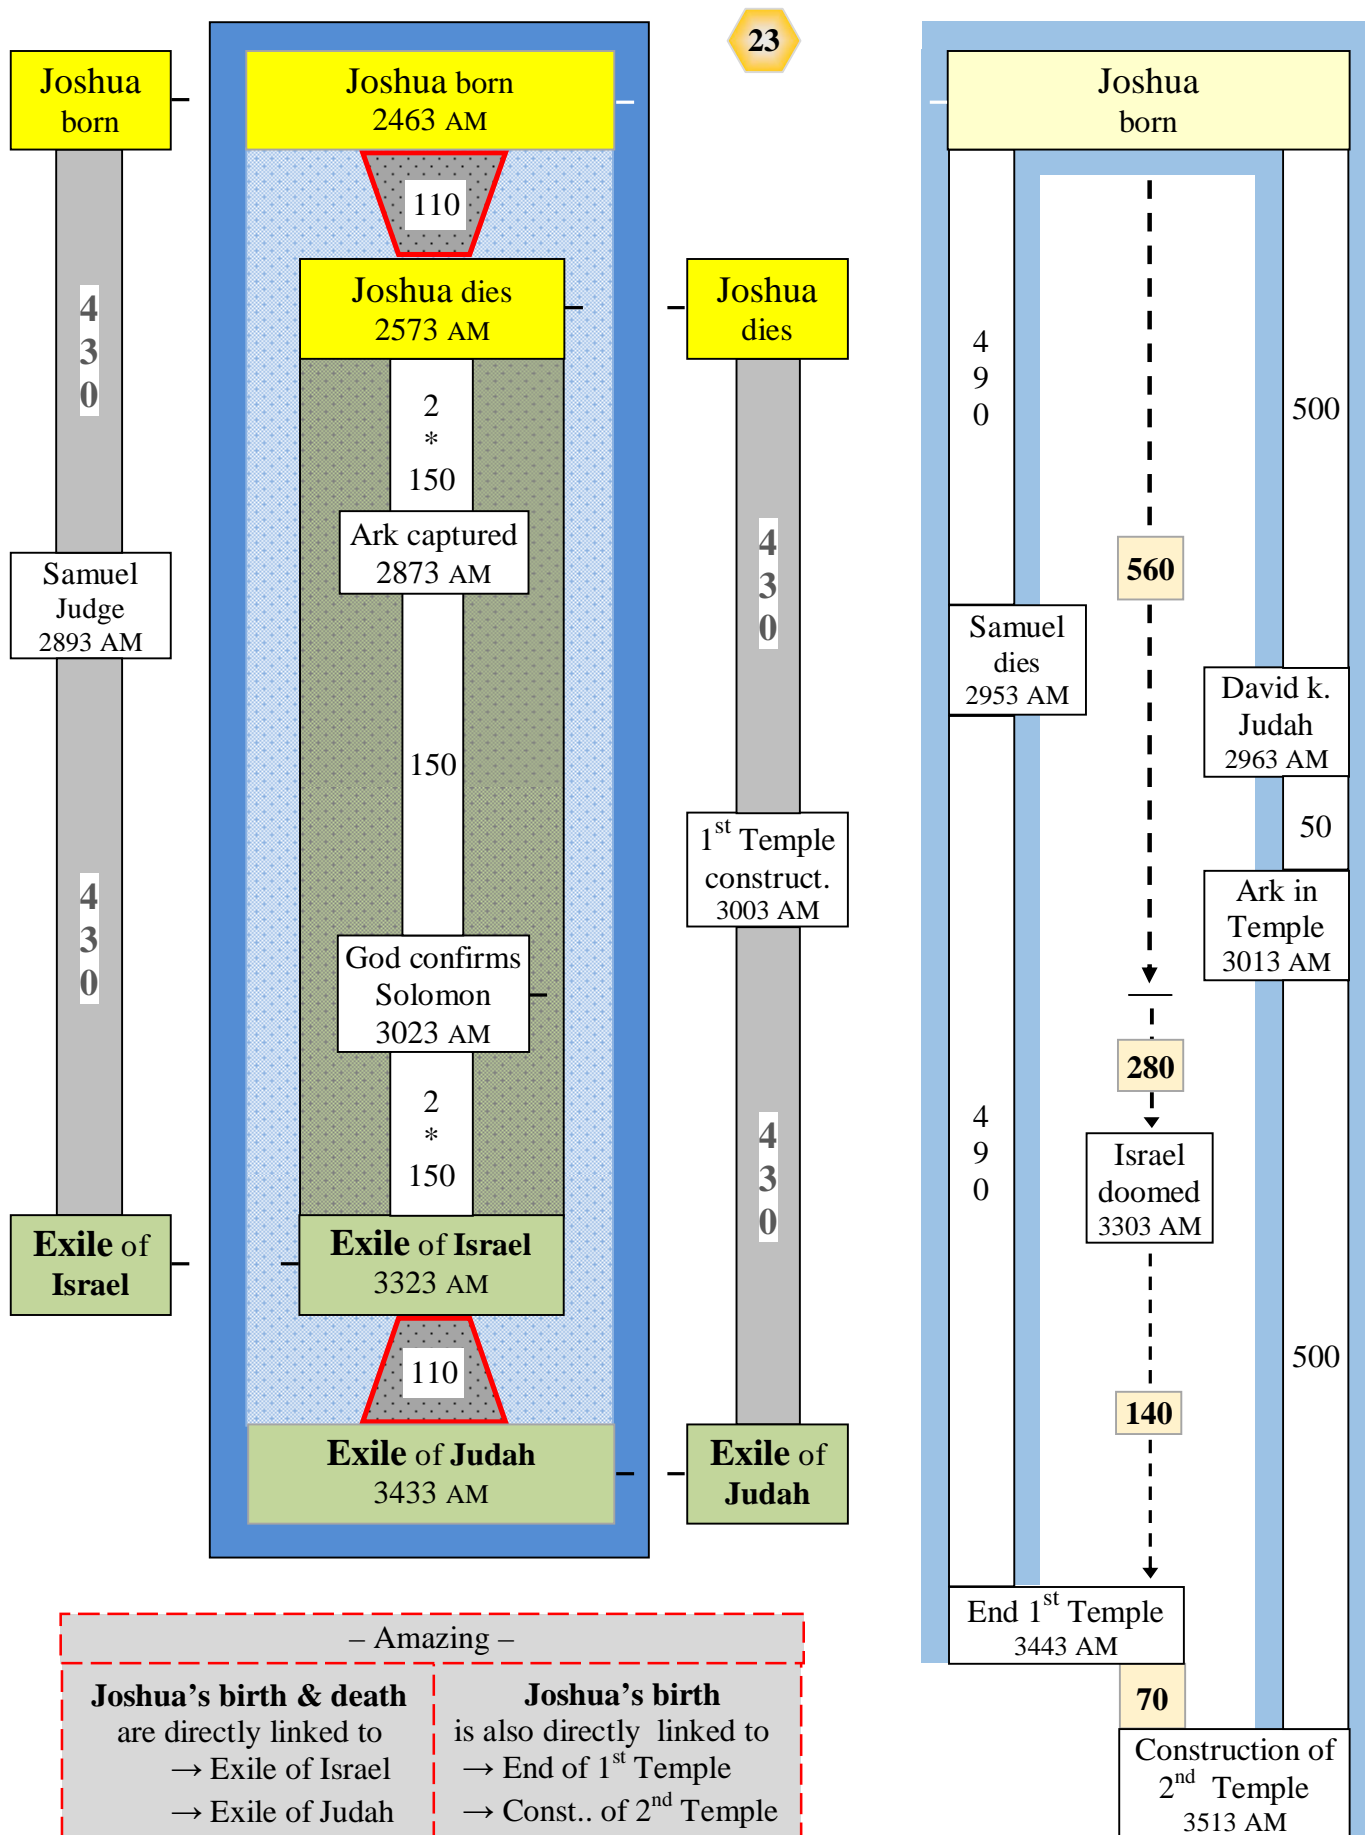 23
Joshua
born
4
3
0
Samuel
Judge
2893 AM
4
3
0
Exile of
Israel
Joshua born
2463 AM
110
Joshua dies
2573 AM
2
*
150
Ark captured
2873 AM
150
God confirms
Solomon
3023 AM
2
*
150
Exile of Israel
3323 AM
110
Exile of Judah
3433 AM
Joshua
dies
4
3
0
1st Temple
construct.
3003 AM
4
3
0
Exile of
Judah
Joshua
born
4
9
0
Samuel
dies
2953 AM
4
9
0
560
280
Israel
doomed
3303 AM
140
500
David k.
Judah
2963 AM
50
Ark in
Temple
3013 AM
500
End 1st Temple
3443 AM
70
Construction of
2nd Temple
3513 AM
– Amazing –
Joshua’s birth & death
are directly linked to
→ Exile of Israel
→ Exile of Judah
Joshua’s birth
is also directly linked to
→ End of 1st Temple
→ Const.. of 2nd Temple